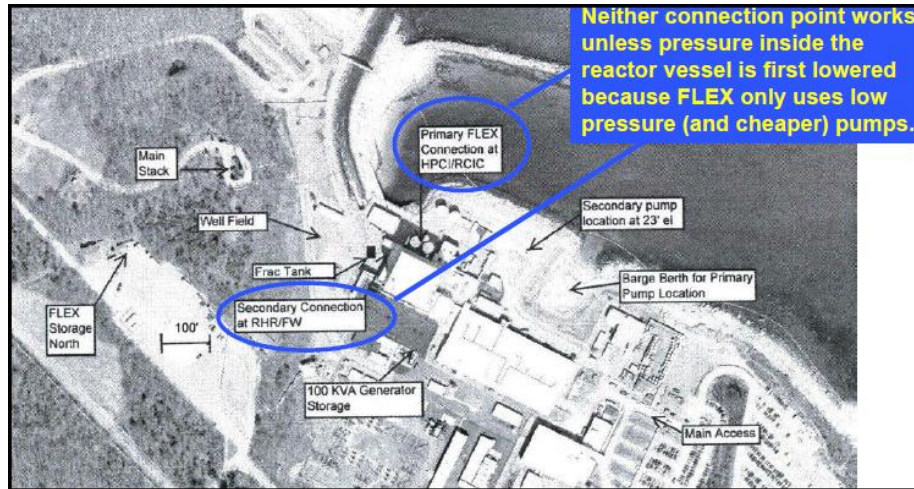 Neither connection point works
unless pressure inside the
reactor vessel is first lowered
because FLEX only uses low
pressure (and cheaper) pumps.
Primary FLEX
Connection at
HPCI/RCIC
Main
Stack
Secondary pump
location at 23' el
Well Field
Frac Tank
Barge Berth for Primary
Pump Location
Secondary Connection
at RHR/FW
FLEX
Storage
North
100'
100 KVA Generator
Storage
Main Access